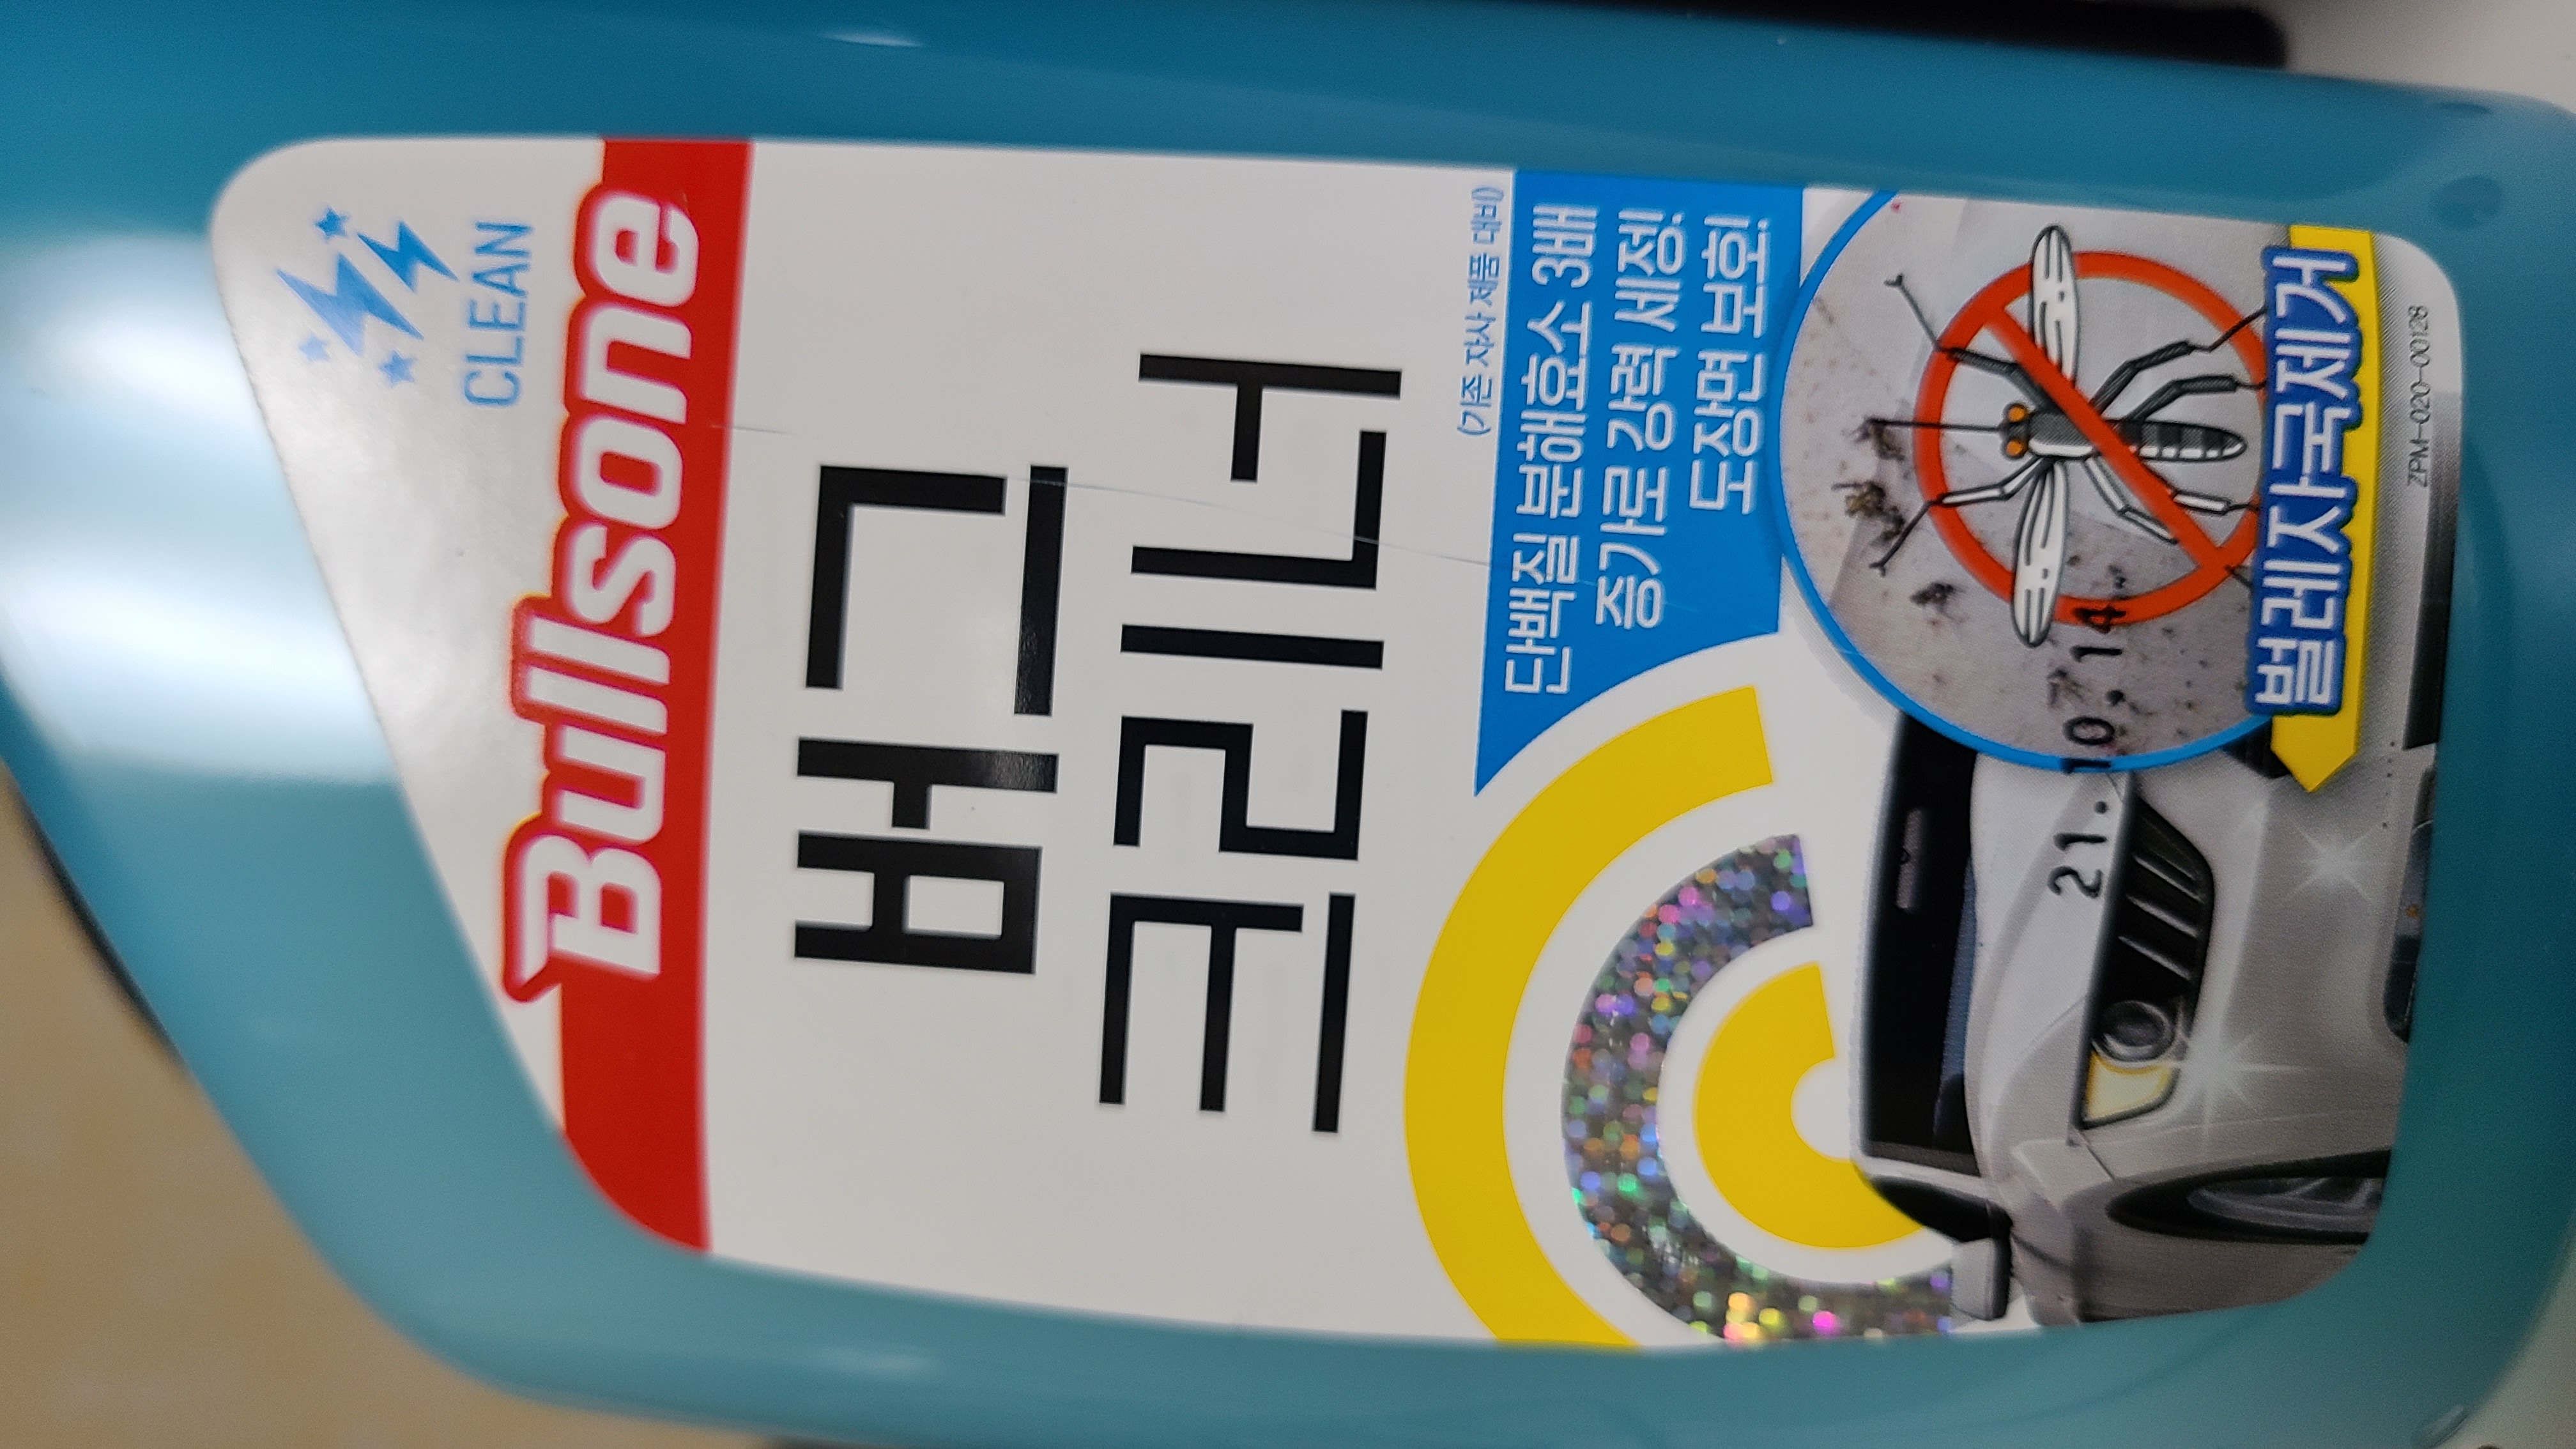 CLEAN
Bullsone
버그
크리너
(기존 자사 제품 대비)
단백질 분해효소 3배
증가로 강력 세정!
도장면 보호!
21.10.14
벌레자국제거
ZPM-020-00128